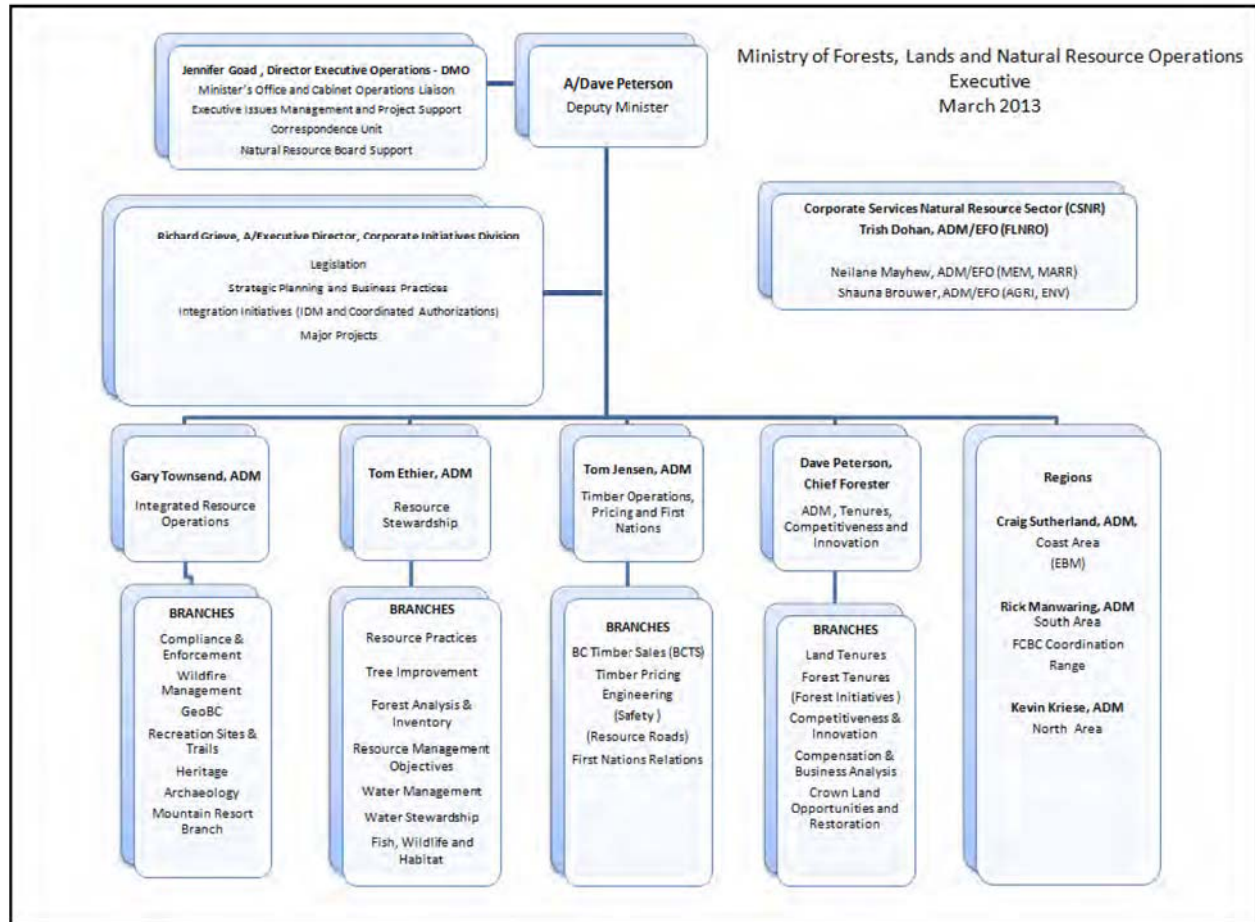 Ministry of Forests, Lands and Natural Resource Operations
Executive
March 2013
Jennifer Goad , Director Executive Operations - DMO
Minister's Office and Cabinet Operations Liaison
Executive Issues Management and Project Support
Correspondence Unit
Natural Resource Board Support
A/Dave Peterson
Deputy Minister
Corporate Services Natural Resource Sector (CSNR)
Trish Dohan, ADM/EFO (FLNRO)
Neilane Mayhew, ADM/EFO (MEM, MARR)
Shauna Brouwer, ADM/EFO (AGRI, ENV)
Richard Grieve, A/Executive Director, Corporate Initiatives Division
Legislation
Strategic Planning and Business Practices
Integration Initiatives (IDM and Coordinated Authorizations)
Major Projects
Gary Townsend, ADM
Integrated Resource
Operations
Tom Ethier, ADM
Resource
Stewardship
Tom Jensen, ADM
Timber Operations,
Pricing and First
Nations
Dave Peterson,
Chief Forester
ADM , Tenures,
Competitiveness and
Innovation
Regions
Craig Sutherland, ADM,
Coast Area
(EBM)
Rick Manwaring, ADM
South Area
FCBC Coordination
Range
Kevin Kriese, ADM
North Area
BRANCHES
Compliance &
Enforcement
Wildfire
Management
GeoBC
Recreation Sites &
Trails
Heritage
Archaeology
Mountain Resort
Branch
BRANCHES
Resource Practices
Tree Improvement
Forest Analysis &
Inventory
Resource Management
Objectives
Water Management
Water Stewardship
Fish, Wildlife and
Habitat
BRANCHES
BC Timber Sales (BCTS)
Timber Pricing
Engineering
(Safety )
(Resource Roads)
First Nations Relations
BRANCHES
Land Tenures
Forest Tenures
(Forest Initiatives )
Competitiveness &
Innovation
Compensation &
Business Analysis
Crown Land
Opportunities and
Restoration